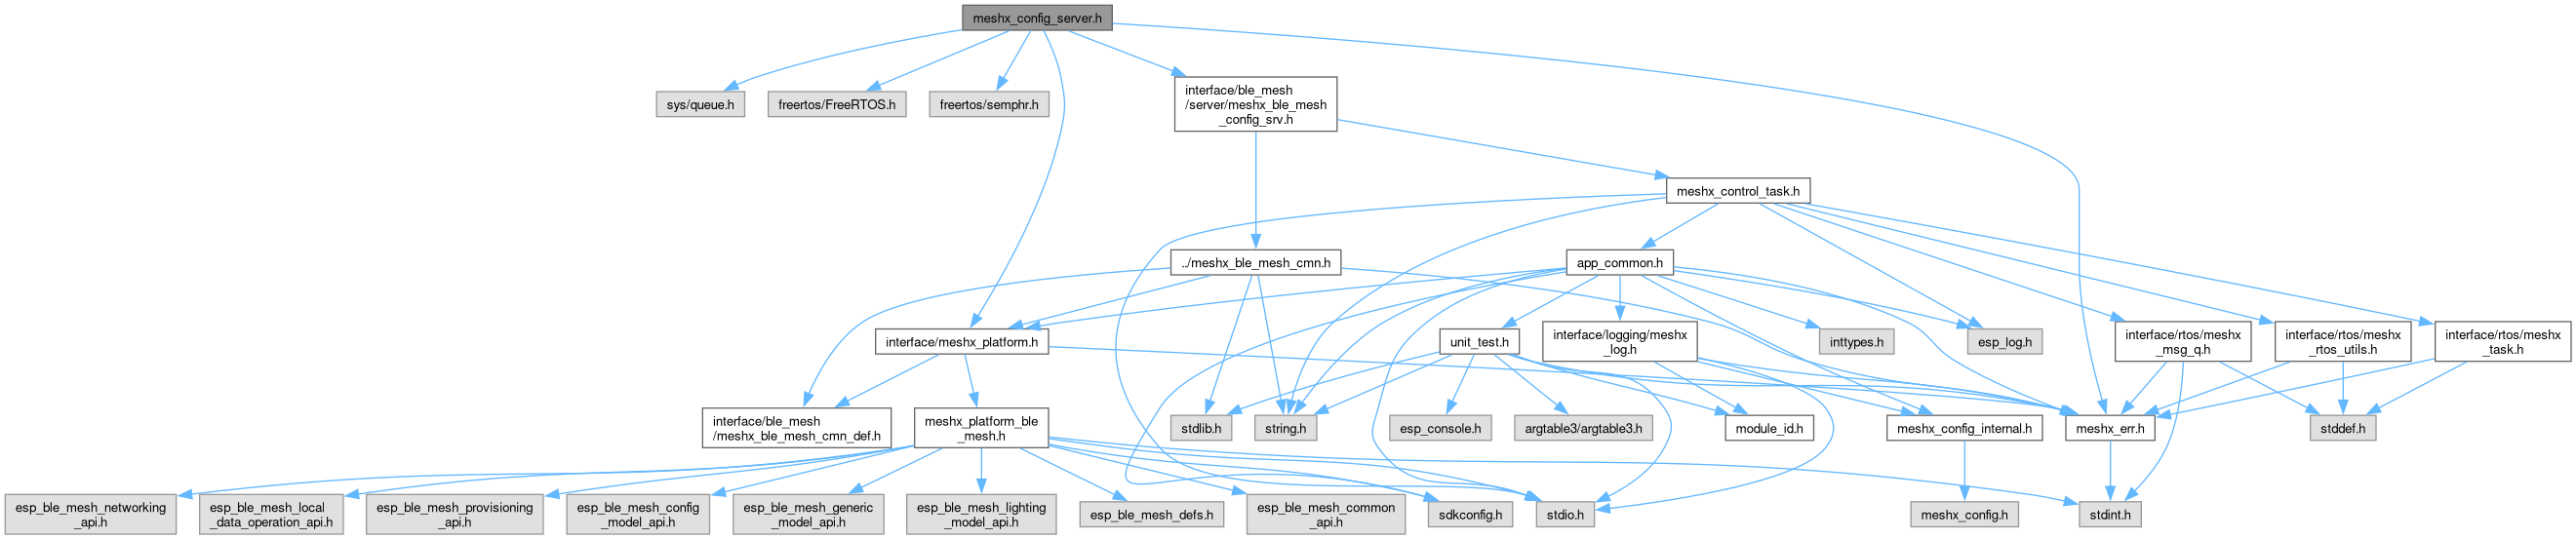 meshx_config_server.h
sys/queue.h
freertos/FreeRTOS.h
freertos/semphr.h
interface/ble_mesh
/server/meshx_ble_mesh
_config_srv.h
meshx_control_task.h
../meshx_ble_mesh_cmn.h
app_common.h
interface/meshx_platform.h
unit_test.h
interface/logging/meshx
_log.h
inttypes.h
esp_log.h
interface/rtos/meshx
_msg_q.h
interface/rtos/meshx
_rtos_utils.h
interface/rtos/meshx
_task.h
interface/ble_mesh
/meshx_ble_mesh_cmn_def.h
meshx_platform_ble
_mesh.h
stdlib.h
string.h
esp_console.h
argtable3/argtable3.h
module_id.h
meshx_config_internal.h
meshx_err.h
stddef.h
esp_ble_mesh_networking
_api.h
esp_ble_mesh_local
_data_operation_api.h
esp_ble_mesh_provisioning
_api.h
esp_ble_mesh_config
_model_api.h
esp_ble_mesh_generic
_model_api.h
esp_ble_mesh_lighting
_model_api.h
esp_ble_mesh_defs.h
esp_ble_mesh_common
_api.h
sdkconfig.h
stdio.h
meshx_config.h
stdint.h